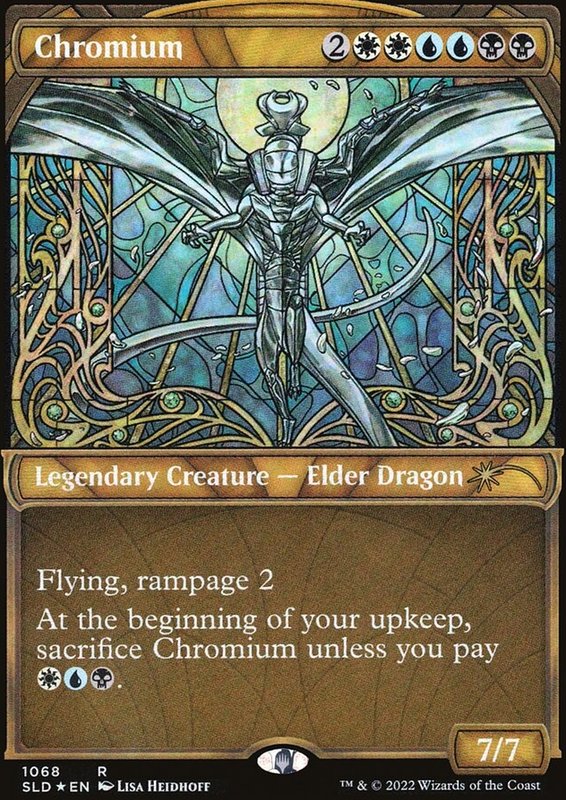 Chromium 2
Legendary Creature — Elder Dragon
Flying, rampage 2
At the beginning of your upkeep,
sacrifice Chromium unless you pay
.
7/7
1068 R
SLD ★ EN Lisa Heidhoff
™ & © 2022 Wizards of the Coast